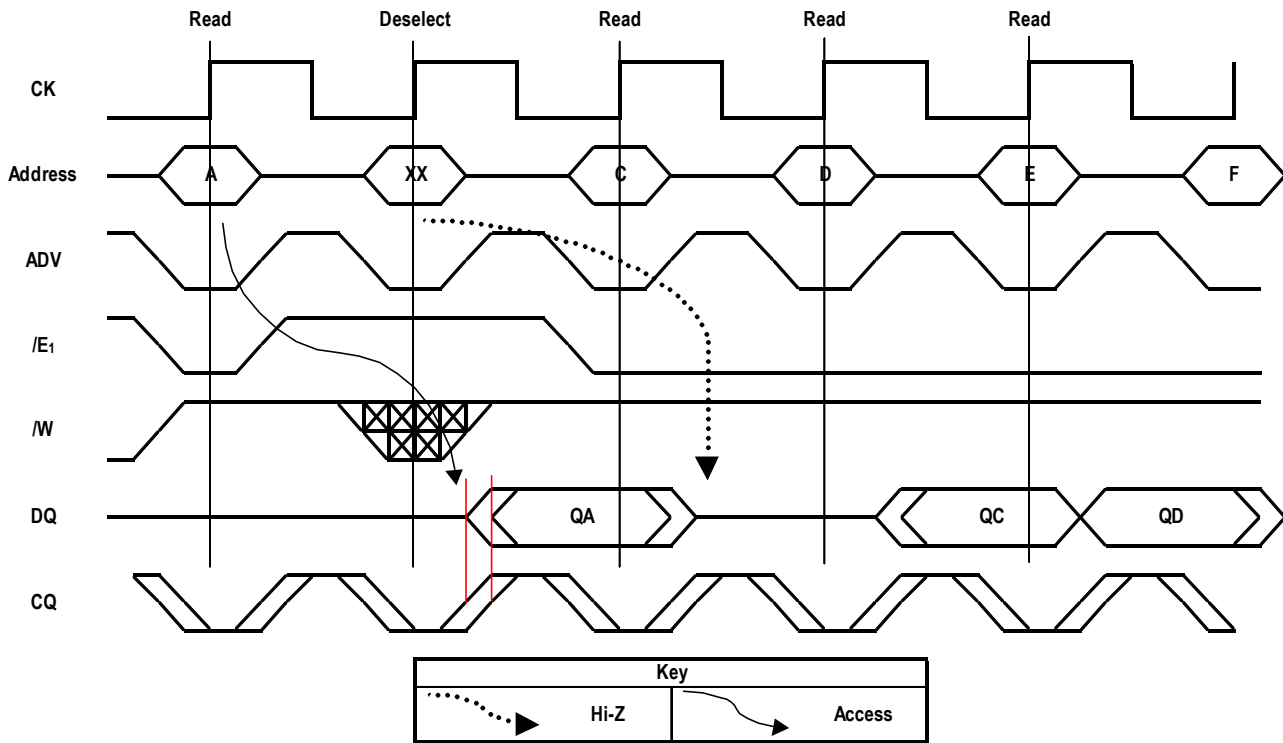 Read Deselect Read Read Read
CK
Address A XX C D E F
ADV
/E1
/W
DQ QA QC QD
CQ
Key
Hi-Z Access